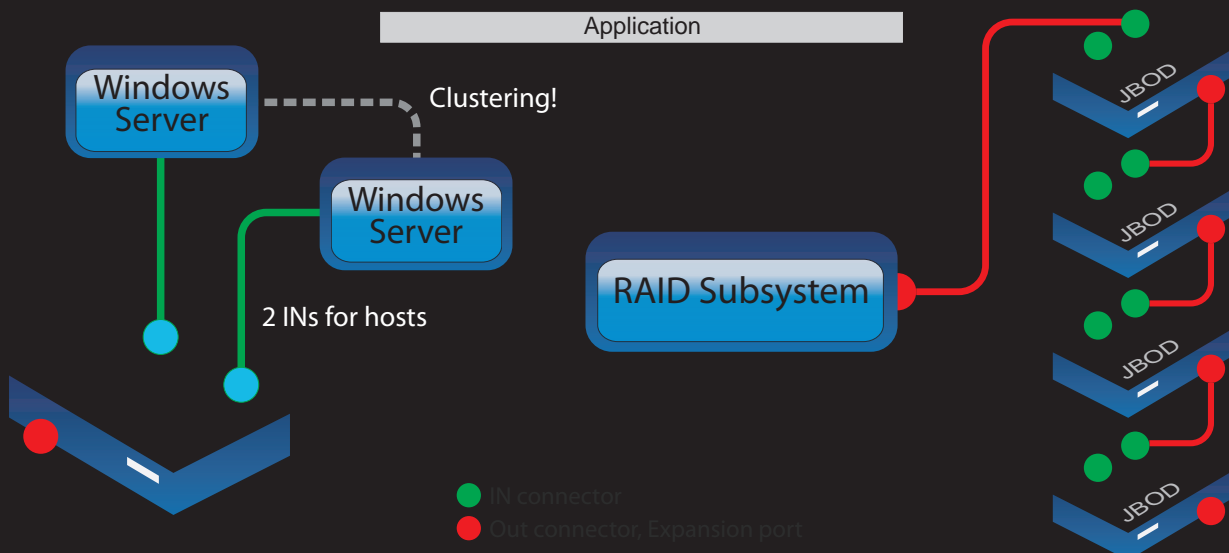 Application
Windows
Server
Clustering!
Windows
Server
2 INs for hosts
RAID Subsystem
JBOD
JBOD
JBOD
JBOD
IN connector
Out connector, Expansion port